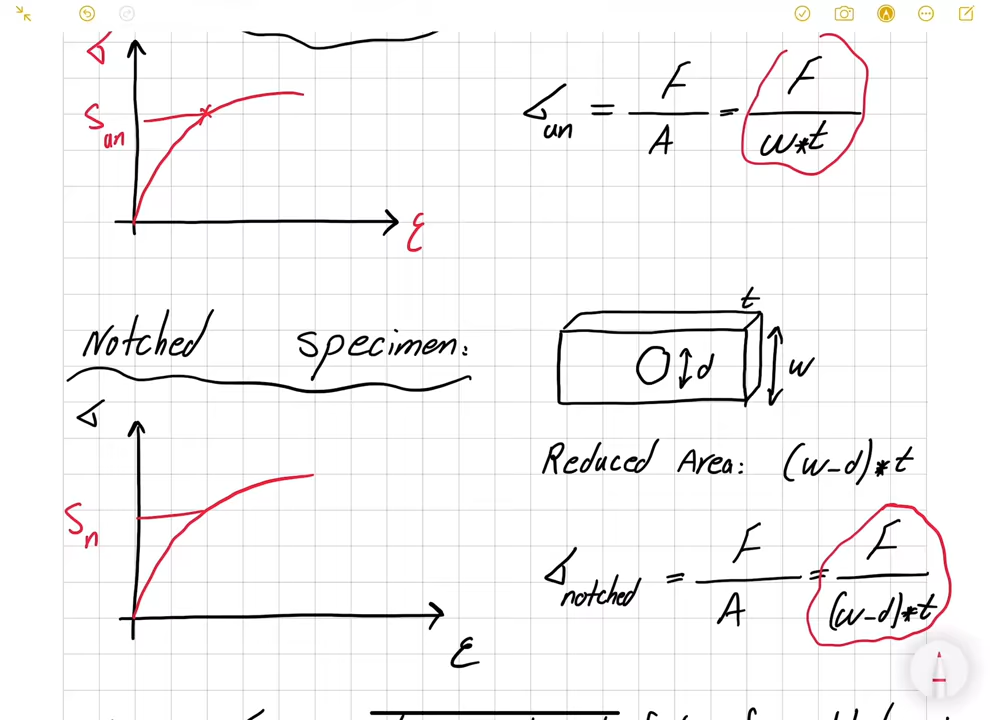 σ
S_un
ε
σ_un = F/A = F/(w*t)
Notched Specimen:
t
d
w
σ
S_n
ε
Reduced Area: (w-d)*t
σ_notched = F/A = F/((w-d)*t)